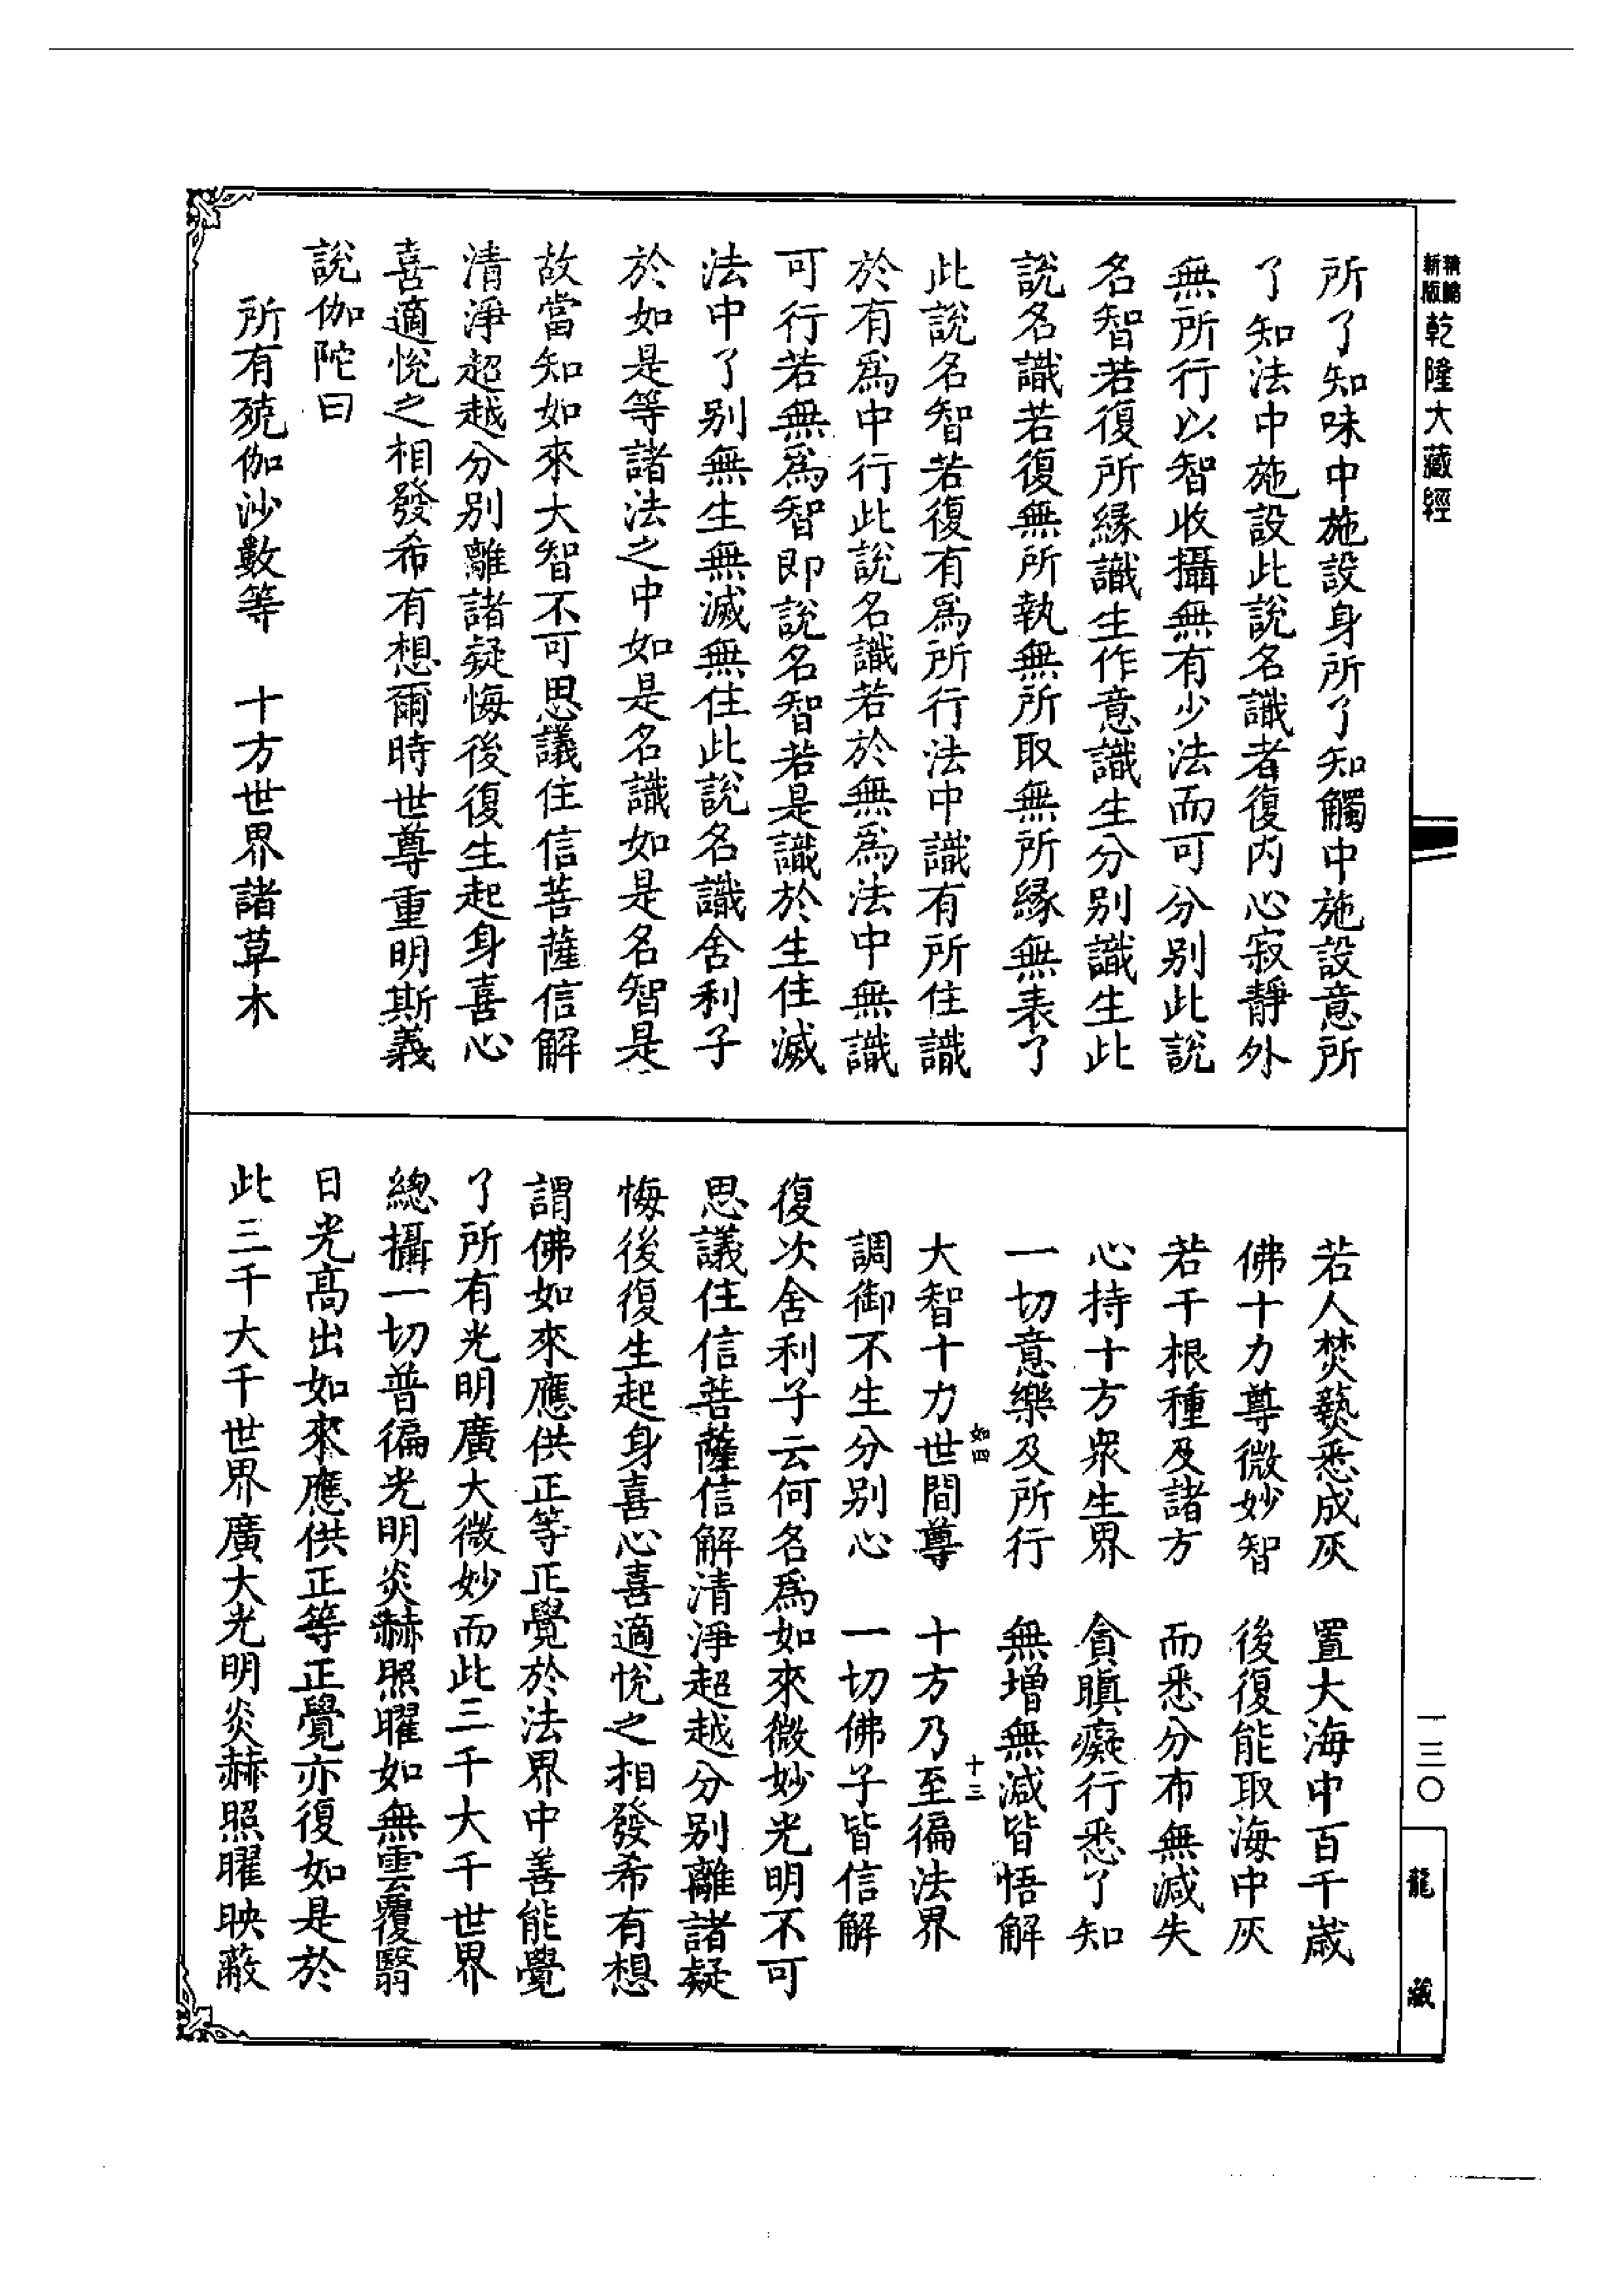 新版
乾隆大藏經
所了知味中施設身所了知觸中施設意所
了知法中施設此說名識者復內心寂靜外
無所行以智收攝無有少法而可分別此說
名智若復所緣識生作意識生分別識生此
說名識若復無所執無所取無所緣無表了
此說名智若復有爲所行法中識有所住識
於有爲中行此說名識若於無爲法中無識
可行若無爲智即說名智若是識於生住滅
法中了別無生無滅無住此說名識舍利子
於如是等諸法之中如是名識如是名智是
故當知如來大智不可思議住信菩薩信解
清淨超越分別離諸疑悔後復生起身喜心
喜適悅之相發希有想爾時世尊重明斯義
說伽陀曰
所有殑伽沙數等　十方世界諸草木
若人焚爇悉成灰　置大海中百千歲
佛十力尊微妙智　後復能取海中灰
若干根種及諸方　而悉分布無減失
心持十方衆生界　貪瞋癡行悉了知
一切意樂及所行　無增無減皆悟解
如四　十三
大智十力世間尊　十方乃至徧法界
調御不生分別心　一切佛子皆信解
復次舍利子云何名爲如來微妙光明不可
思議住信菩薩信解清淨超越分別離諸疑
悔後復生起身喜心喜適悅之相發希有想
謂佛如來應供正等正覺於法界中善能覺
了所有光明廣大微妙而此三千大千世界
總攝一切普徧光明炎赫照曜如無雲覆翳
日光高出如來應供正等正覺亦復如是於
此三千大千世界廣大光明炎赫照曜映蔽
一三〇
龍藏